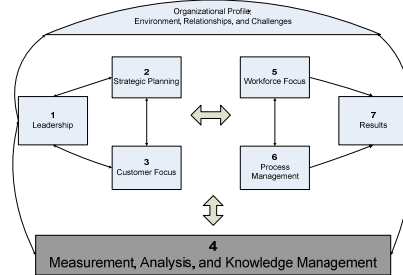 Organizational Profile:
Environment, Relationships, and Challenges
2
Strategic Planning
5
Workforce Focus
1
Leadership
7
Results
3
Customer Focus
6
Process
Management
4
Measurement, Analysis, and Knowledge Management